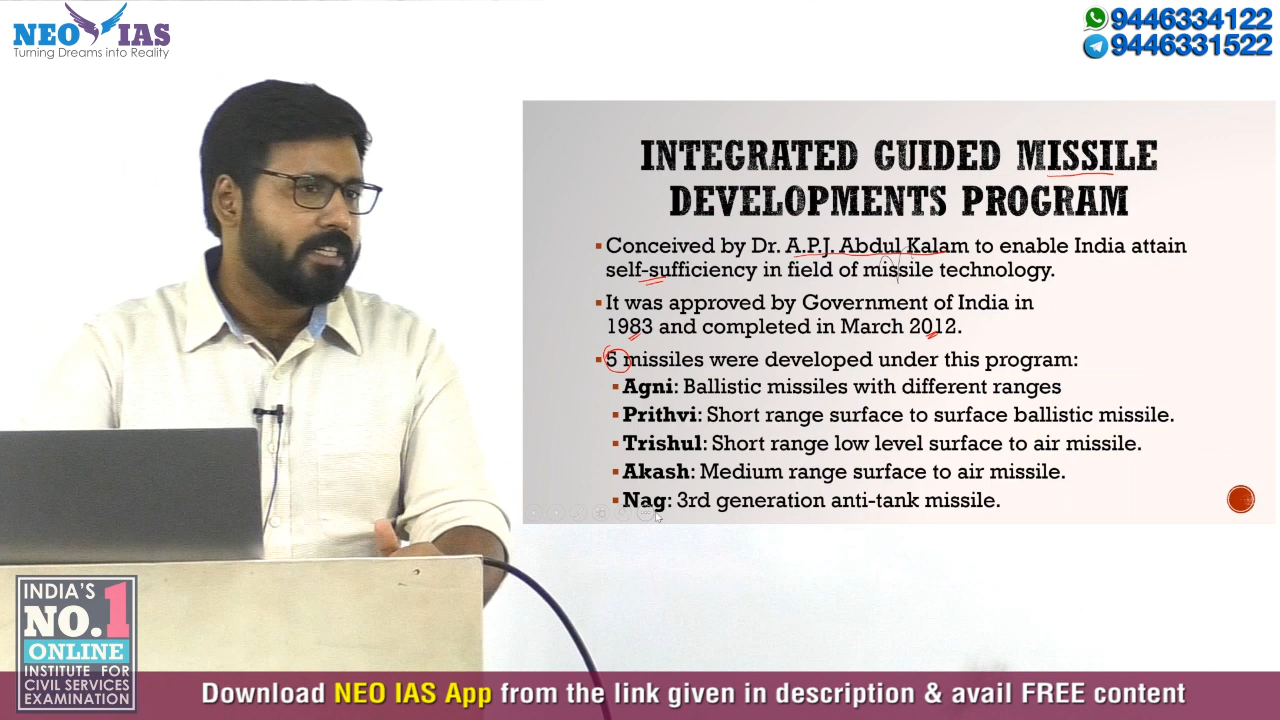 NEO IAS
Turning Dreams into Reality
9446334122
9446331522
INTEGRATED GUIDED MISSILE
DEVELOPMENTS PROGRAM
Conceived by Dr. A.P.J. Abdul Kalam to enable India attain
self-sufficiency in field of missile technology.
It was approved by Government of India in
1983 and completed in March 2012.
5 missiles were developed under this program:
Agni: Ballistic missiles with different ranges
Prithvi: Short range surface to surface ballistic missile.
Trishul: Short range low level surface to air missile.
Akash: Medium range surface to air missile.
Nag: 3rd generation anti-tank missile.
INDIA'S
NO.1
ONLINE
INSTITUTE FOR
CIVIL SERVICES
EXAMINATION
Download NEO IAS App from the link given in description & avail FREE content